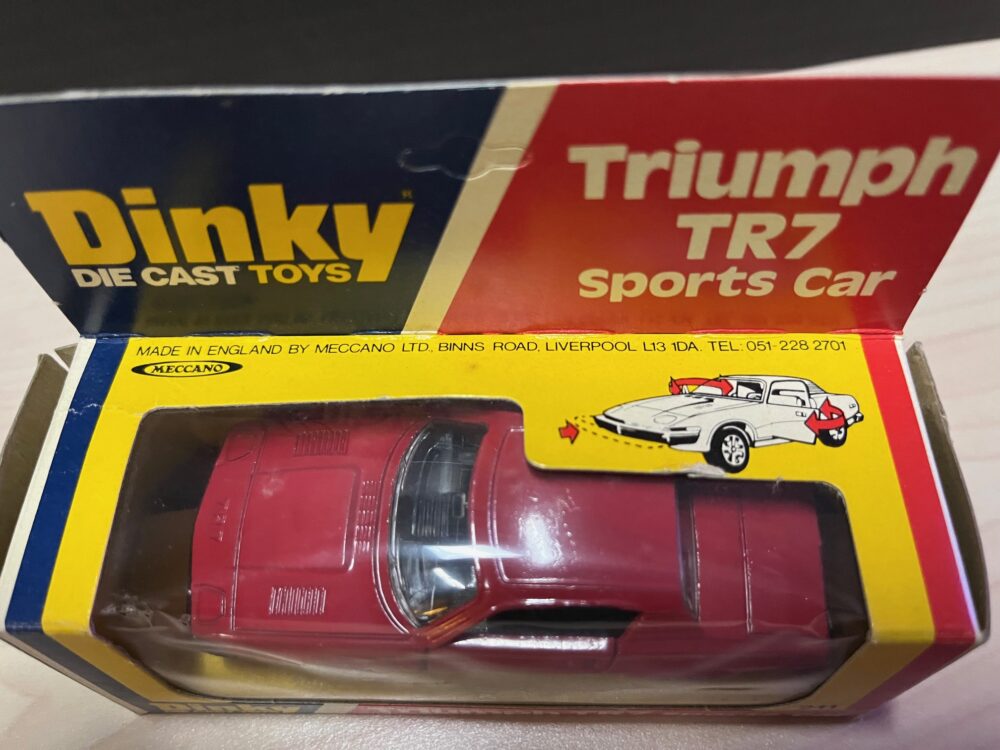 Dinky
DIE CAST TOYS
Triumph
TR7
Sports Car
MADE IN ENGLAND BY MECCANO LTD., BINNS ROAD, LIVERPOOL L13 1DA. TEL: 051-228 2701
MECCANO
TR7